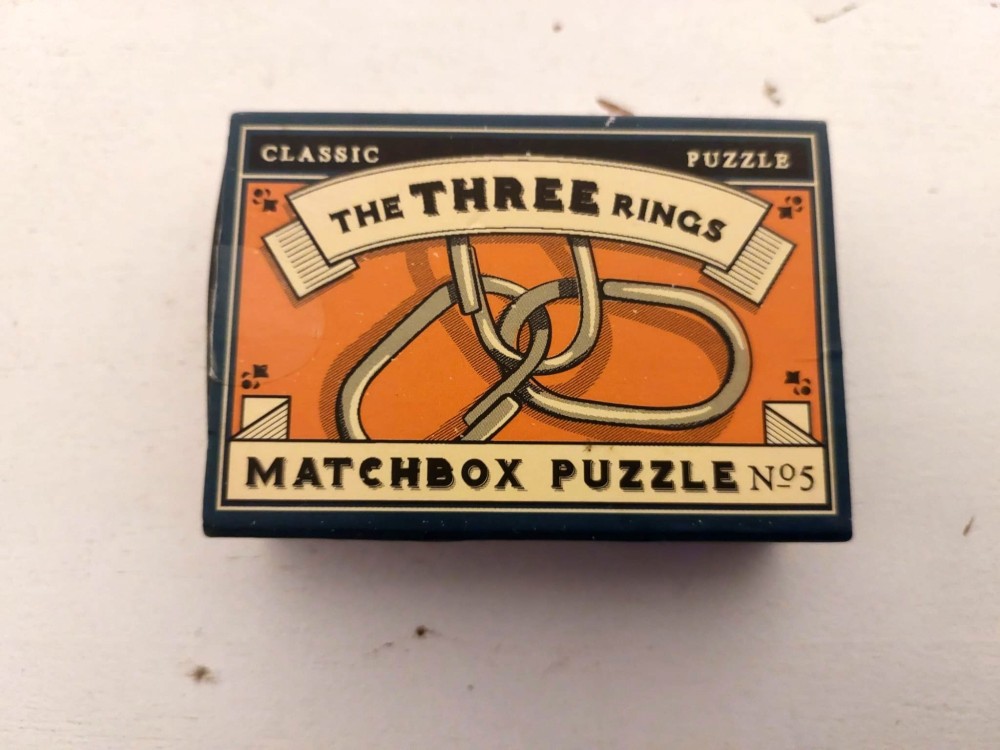 CLASSIC PUZZLE
THE THREE RINGS
MATCHBOX PUZZLE Nº5